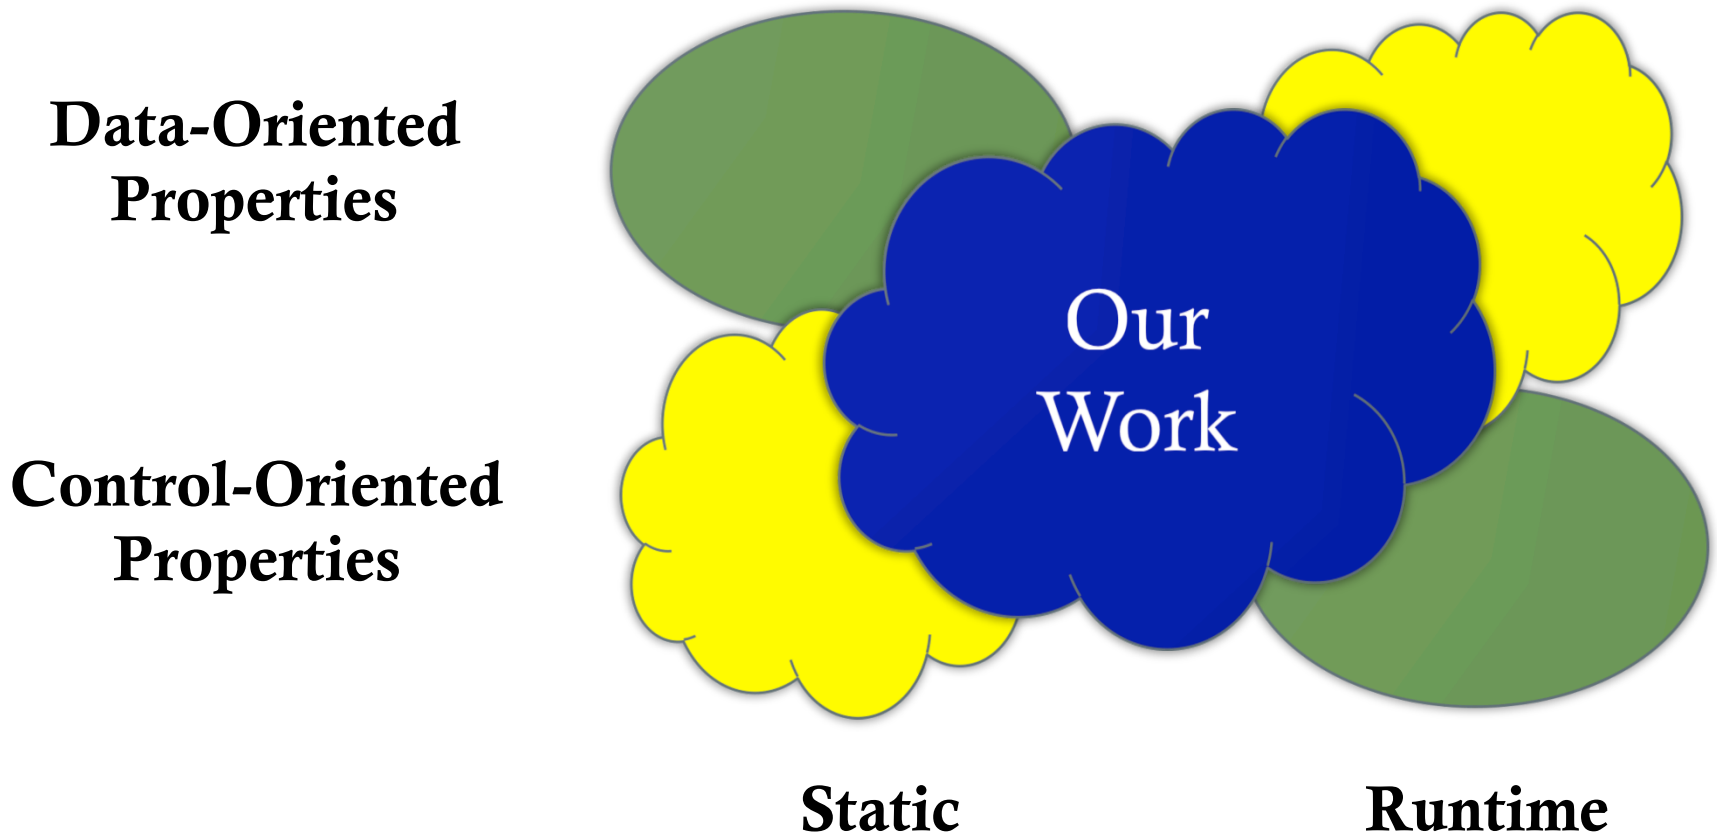 Data-Oriented
Properties
Our
Work
Control-Oriented
Properties
Static
Runtime